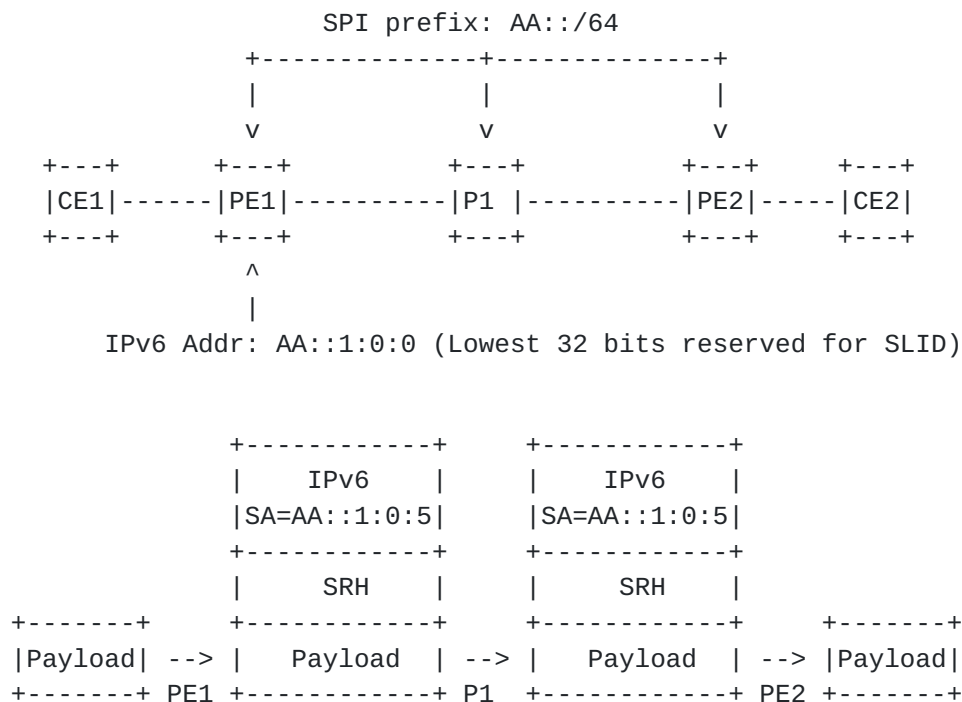 SPI prefix: AA::/64
CE1 PE1 P1 PE2 CE2
IPv6 Addr: AA::1:0:0 (Lowest 32 bits reserved for SLID)
IPv6 IPv6
SA=AA::1:0:5 SA=AA::1:0:5
SRH SRH
Payload --> Payload --> Payload --> Payload
PE1 P1 PE2